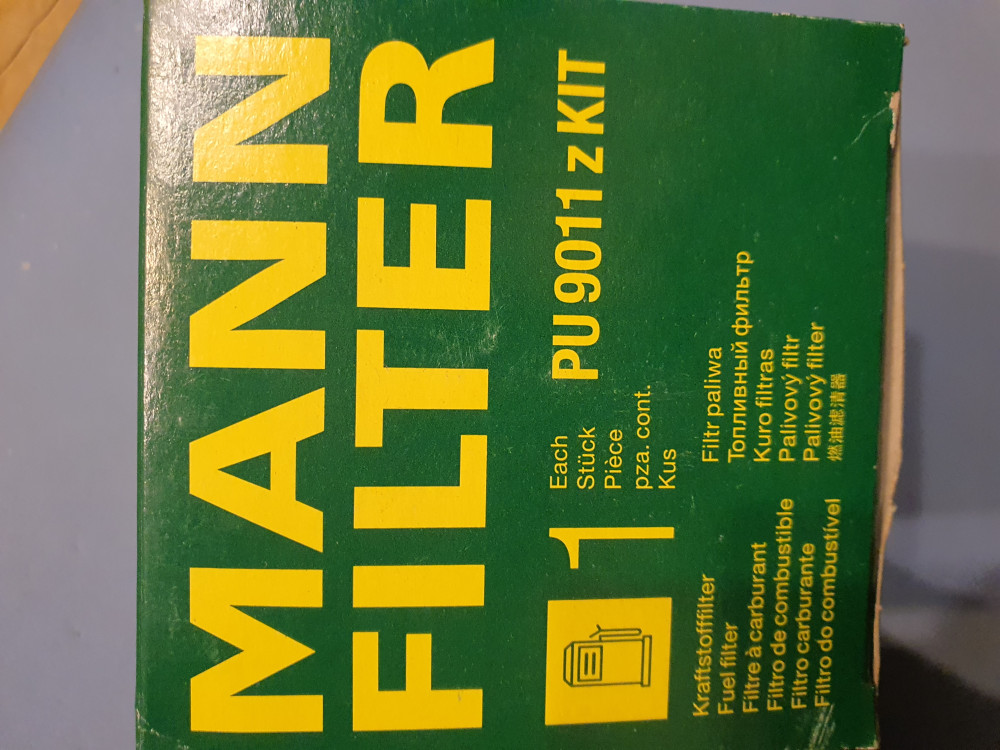 MANN
FILTER
1
Each
Stück
Pièce
pza. cont.
Kus
PU 9011 z KIT
Kraftstofffilter
Fuel filter
Filtre à carburant
Filtro de combustible
Filtro carburante
Filtro do combustível
Filtr paliwa
Топливный фильтр
Kuro filtras
Palivový filtr
Palivový filter
燃油滤清器